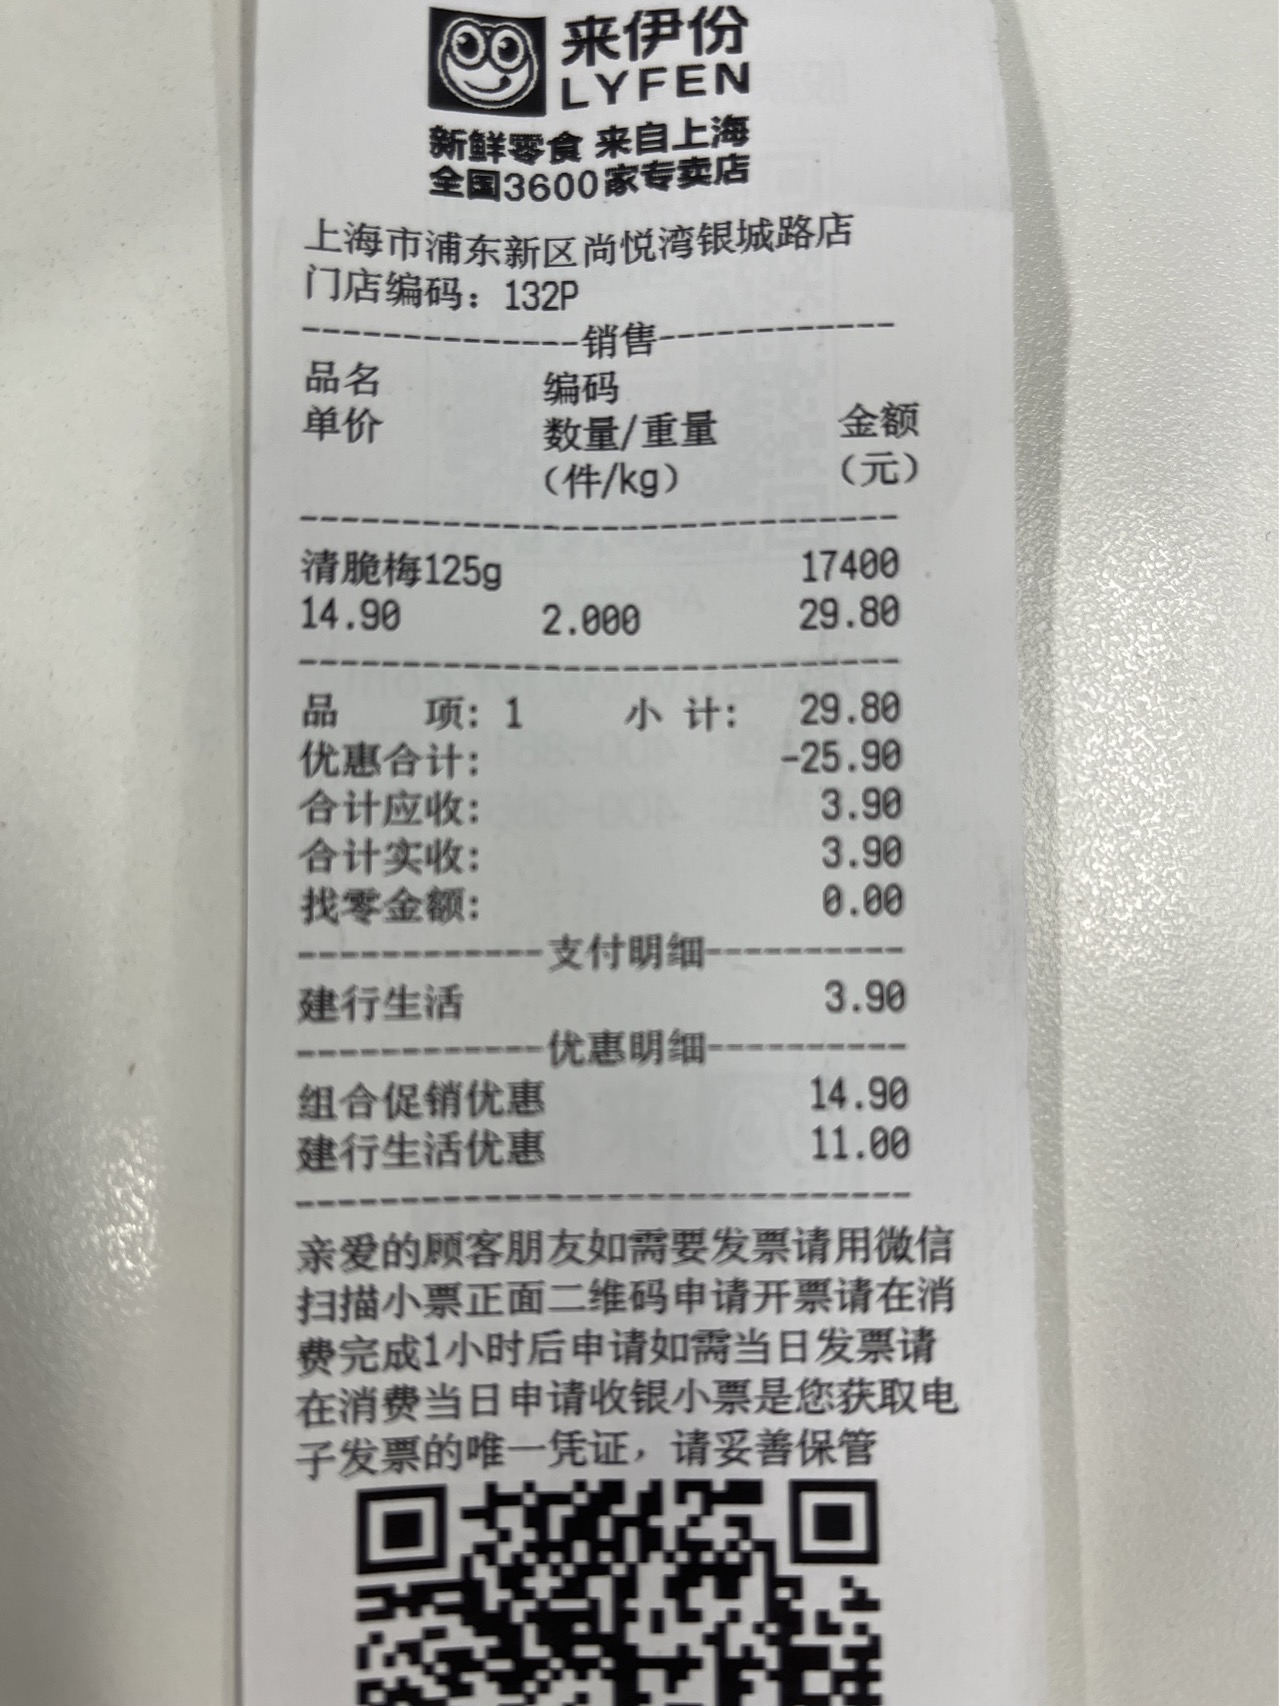 来伊份
LYFEN
新鲜零食 来自上海
全国3600家专卖店
上海市浦东新区尚悦湾银城路店
门店编码：132P
--------------销售------------
品名 编码
单价 数量/重量 金额
（件/kg） （元）
------------------------------
清脆梅125g 17400
14.90 2.000 29.80
------------------------------
品 项: 1 小 计: 29.80
优惠合计: -25.90
合计应收: 3.90
合计实收: 3.90
找零金额: 0.00
------------支付明细----------
建行生活 3.90
------------优惠明细----------
组合促销优惠 14.90
建行生活优惠 11.00
------------------------------
亲爱的顾客朋友如需要发票请用微信
扫描小票正面二维码申请开票请在消
费完成1小时后申请如需当日发票请
在消费当日申请收银小票是您获取电
子发票的唯一凭证，请妥善保管